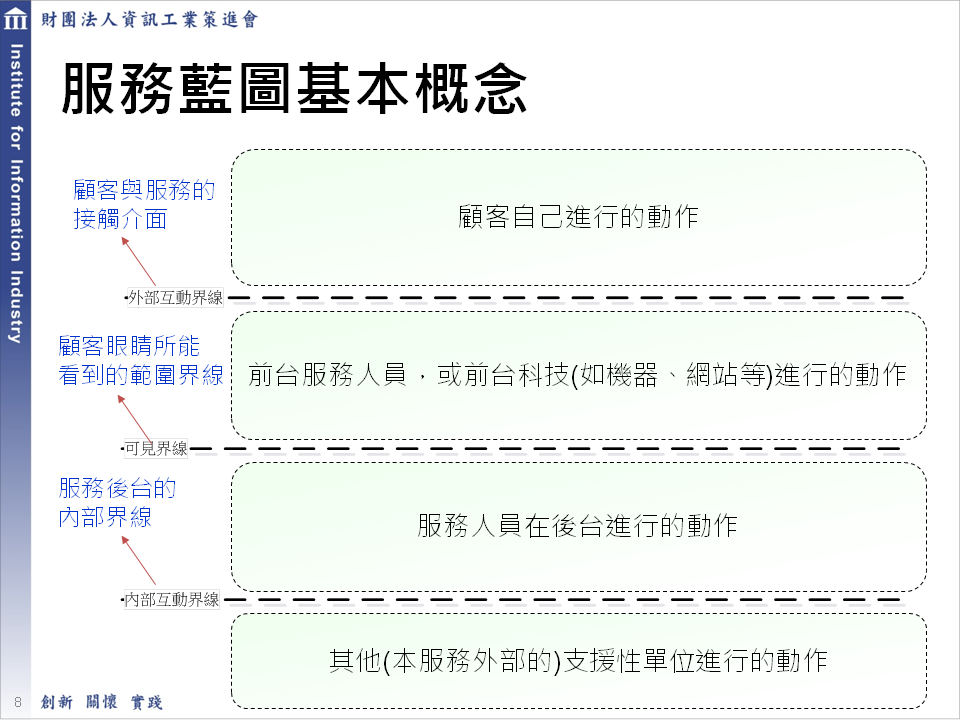 財團法人資訊工業策進會
Institute for Information Industry
服務藍圖基本概念
顧客與服務的
接觸介面
顧客自己進行的動作
外部互動界線
顧客眼睛所能
看到的範圍界線
前台服務人員，或前台科技(如機器、網站等)進行的動作
可見界線
服務後台的
內部界線
服務人員在後台進行的動作
內部互動界線
其他(本服務外部的)支援性單位進行的動作
8
創新 關懷 實踐